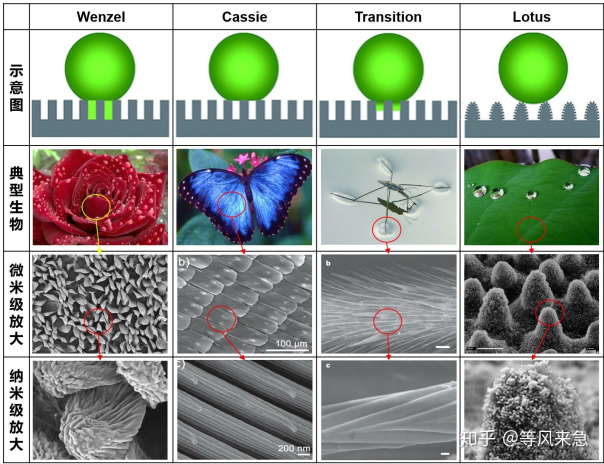 Wenzel
Cassie
Transition
Lotus
示意图
典型生物
微米级放大
b)
100 μm
b
纳米级放大
c)
200 nm
c
知乎 @等风来急